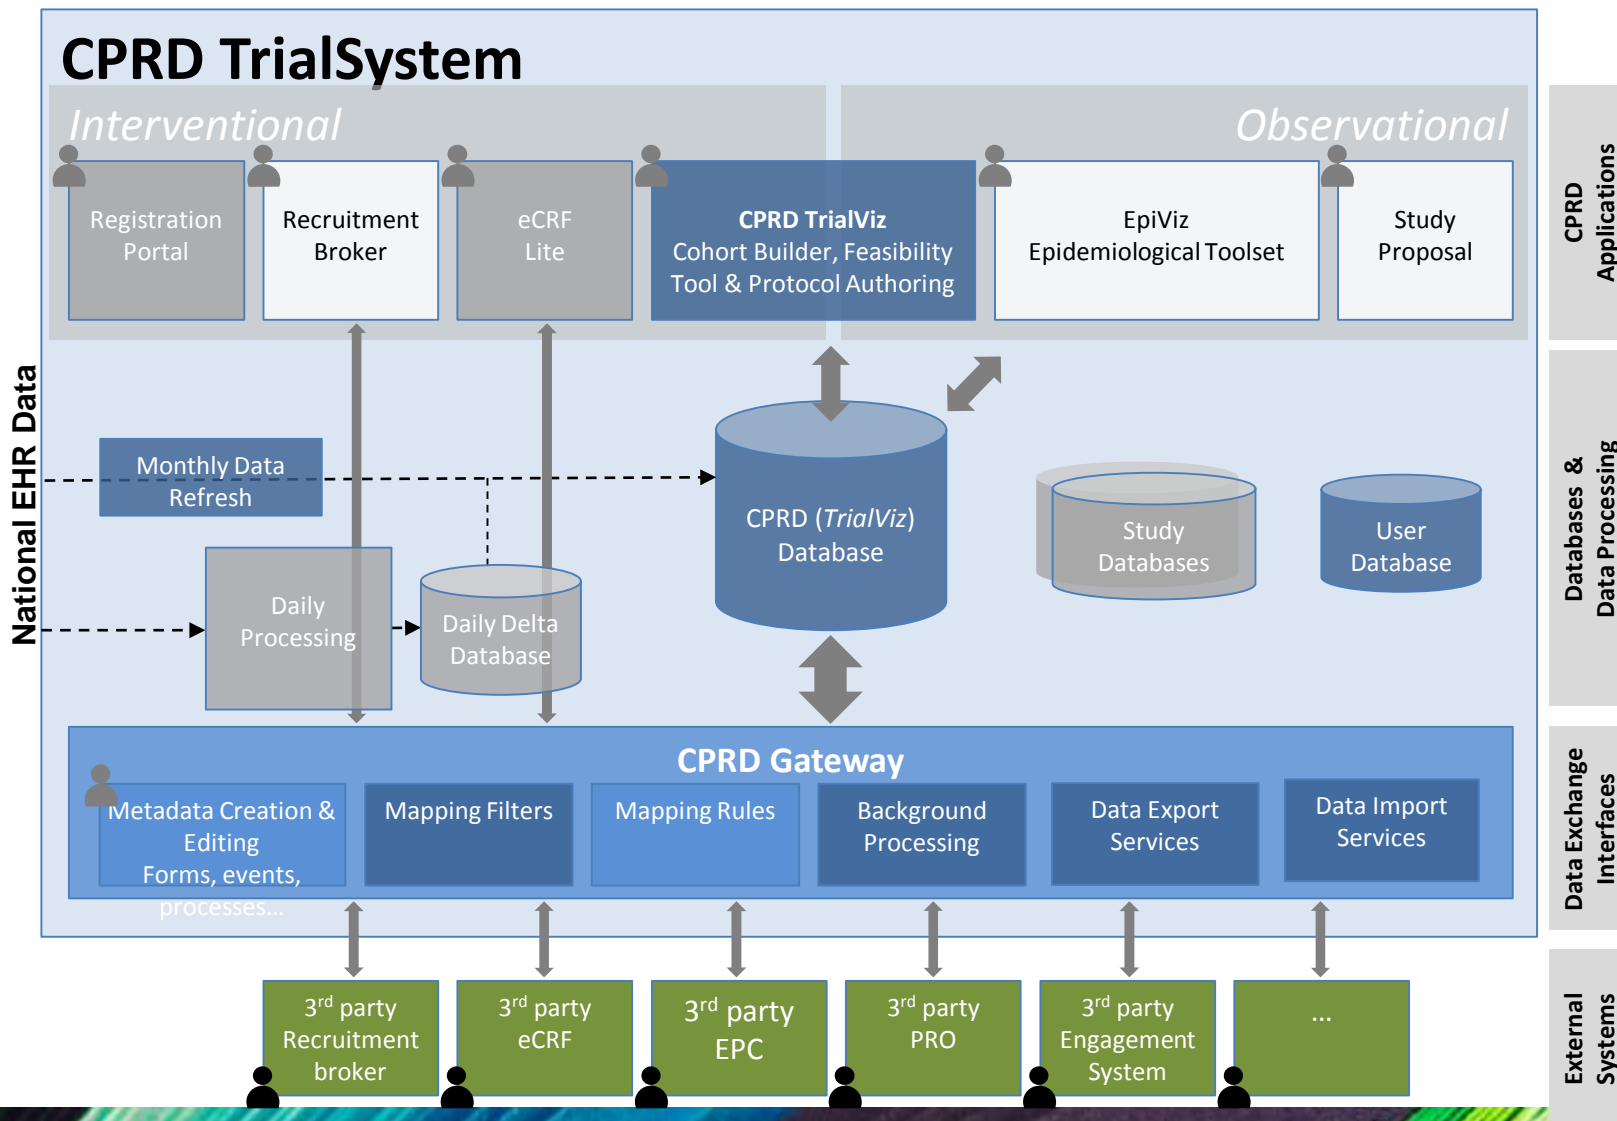 CPRD TrialSystem
Interventional
Observational
Registration
Portal
Recruitment
Broker
eCRF
Lite
CPRD TrialViz
Cohort Builder, Feasibility
Tool & Protocol Authoring
EpiViz
Epidemiological Toolset
Study
Proposal
CPRD
Applications
National EHR Data
Monthly Data
Refresh
Daily
Processing
Daily Delta
Database
CPRD (TrialViz)
Database
Study
Databases
User
Database
Databases &
Data Processing
CPRD Gateway
Metadata Creation &
Editing
Forms, events,
processes...
Mapping Filters
Mapping Rules
Background
Processing
Data Export
Services
Data Import
Services
Data Exchange
Interfaces
3rd party
Recruitment
broker
3rd party
eCRF
3rd party
EPC
3rd party
PRO
3rd party
Engagement
System
...
External
Systems